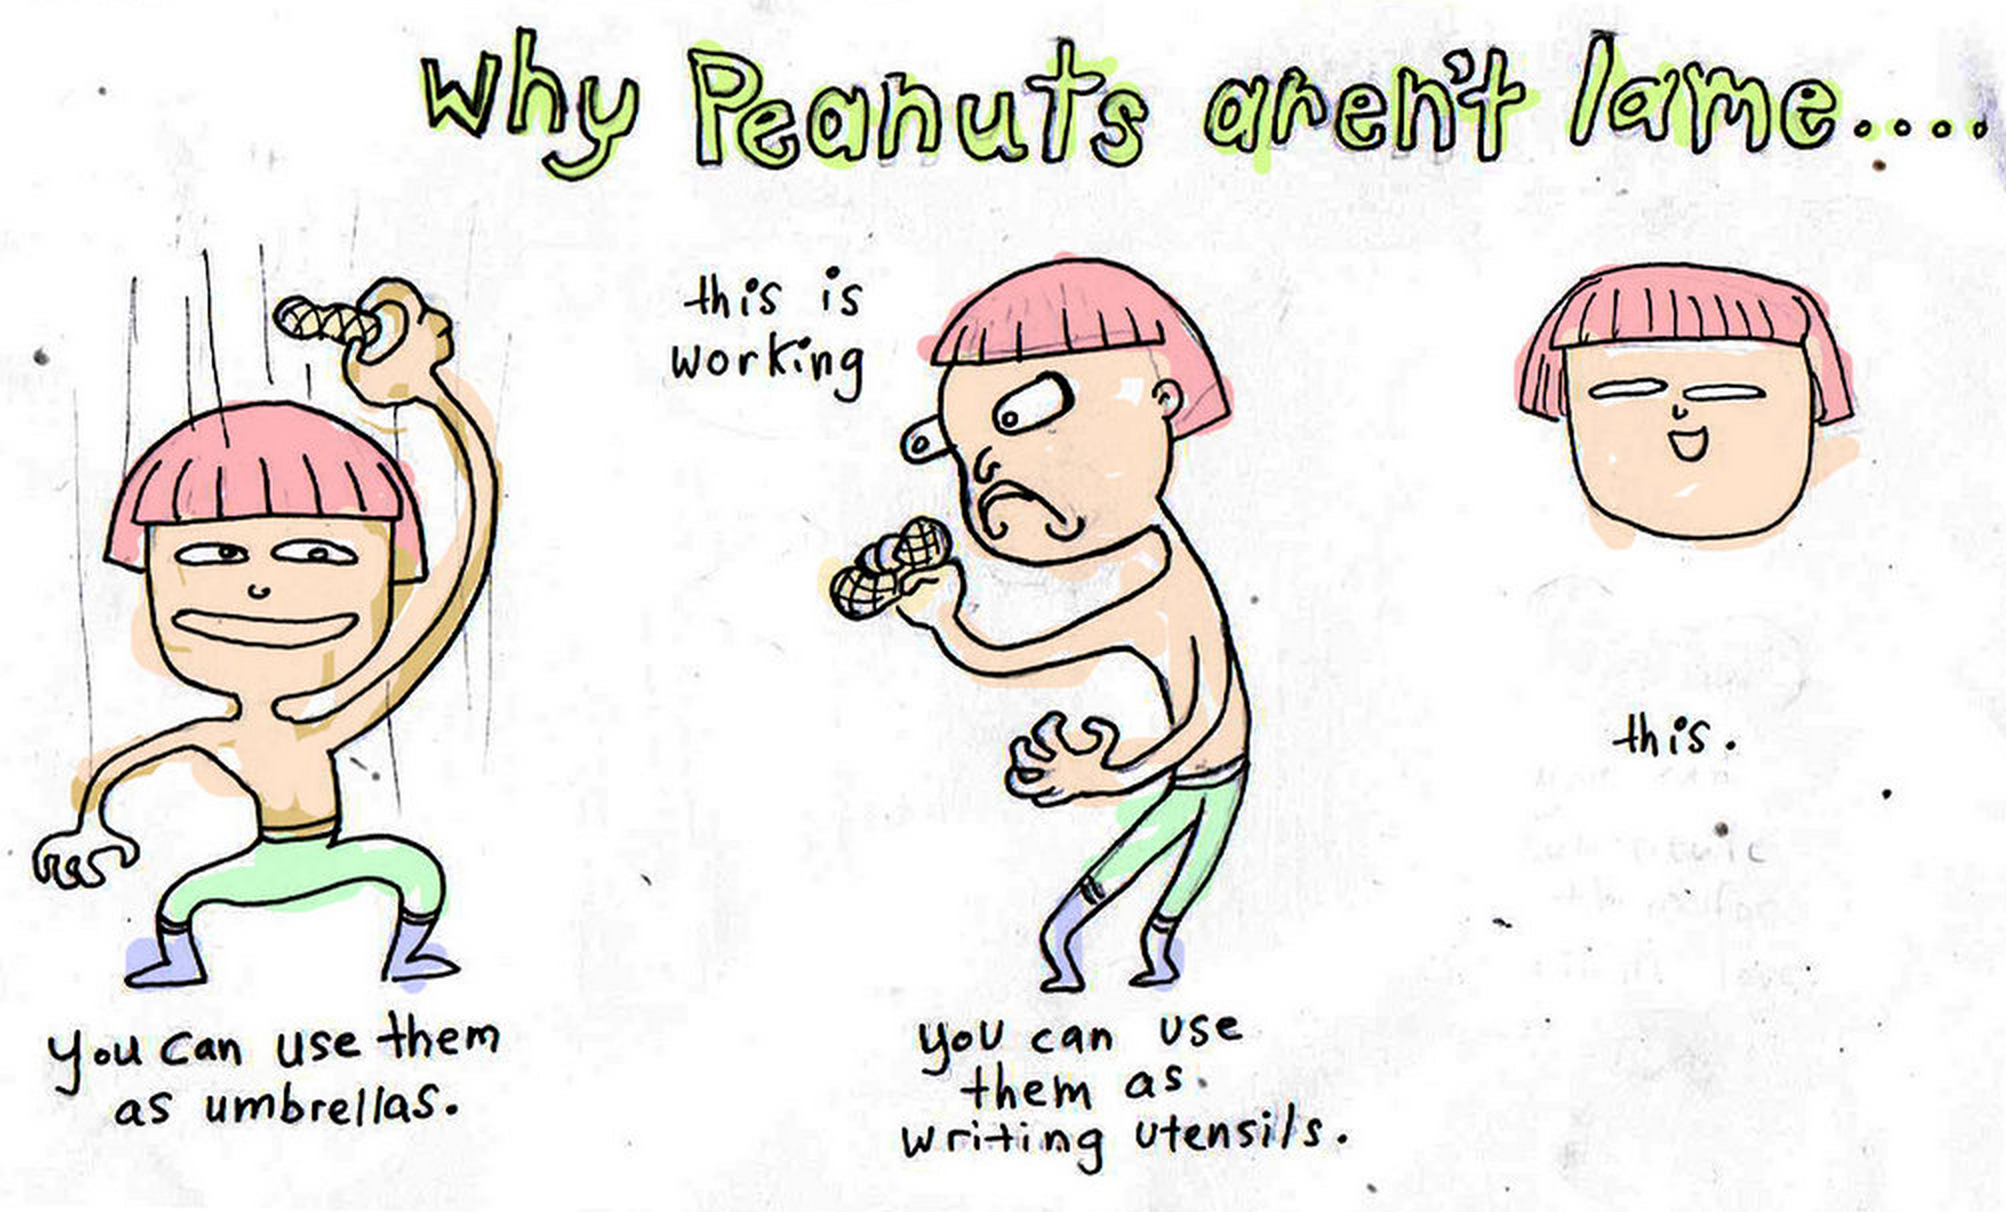 Why Peanuts aren't lame....
this is
working
you can use them
as umbrellas.
you can use
them as.
writing utensils.
this.